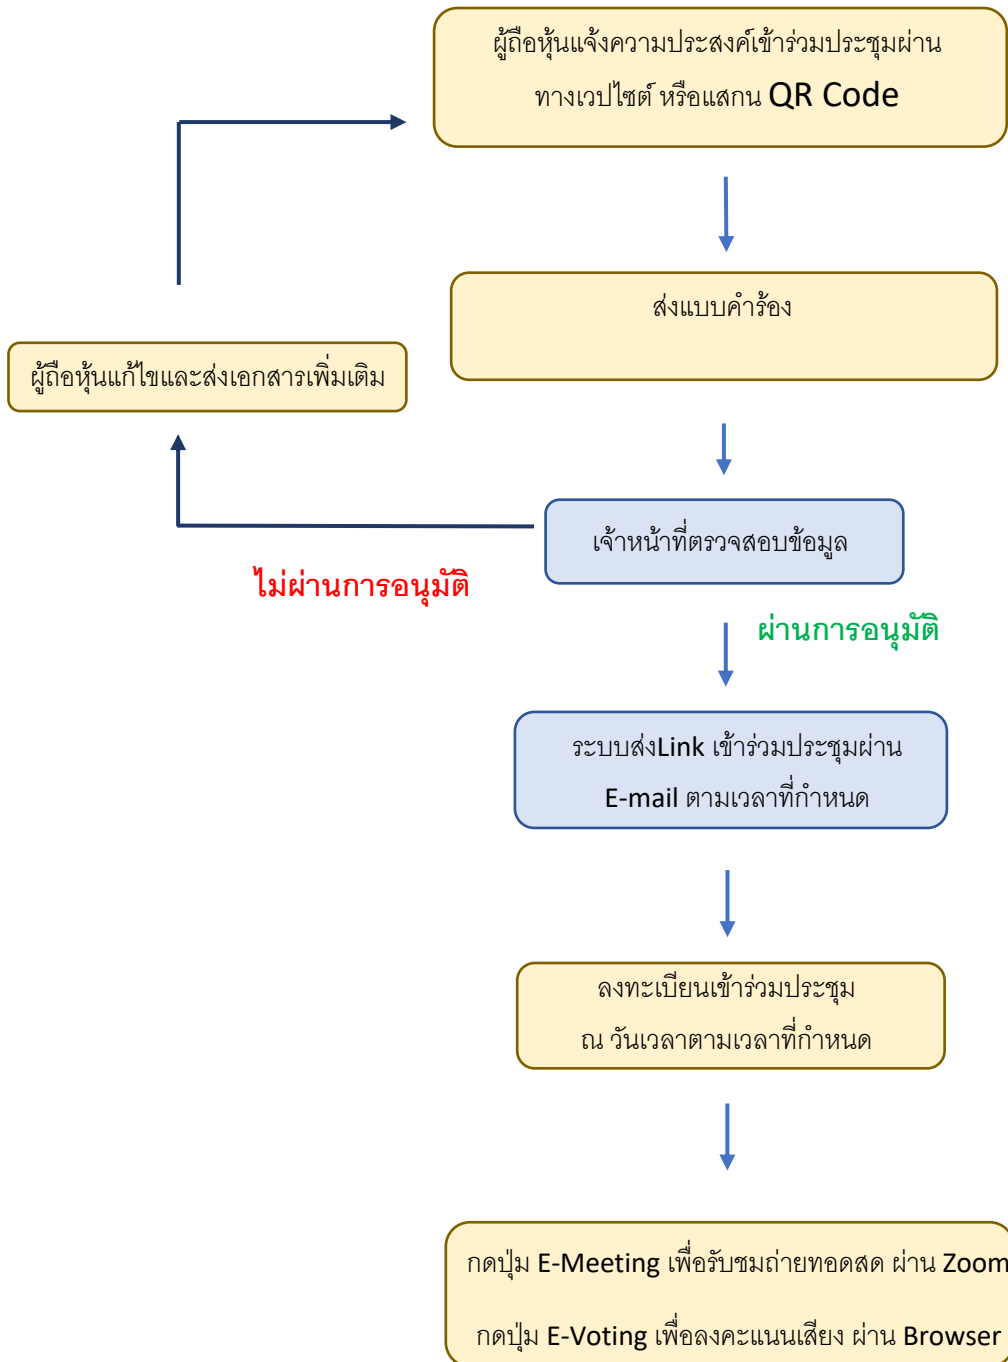 ผู้ถือหุ้นแจ้งความประสงค์เข้าร่วมประชุมผ่าน
ทางเวปไซต์ หรือแสกน QR Code
ส่งแบบคำร้อง
ผู้ถือหุ้นแก้ไขและส่งเอกสารเพิ่มเติม
เจ้าหน้าที่ตรวจสอบข้อมูล
ไม่ผ่านการอนุมัติ
ผ่านการอนุมัติ
ระบบส่งLink เข้าร่วมประชุมผ่าน
E-mail ตามเวลาที่กำหนด
ลงทะเบียนเข้าร่วมประชุม
ณ วันเวลาตามเวลาที่กำหนด
กดปุ่ม E-Meeting เพื่อรับชมถ่ายทอดสด ผ่าน Zoom
กดปุ่ม E-Voting เพื่อลงคะแนนเสียง ผ่าน Browser